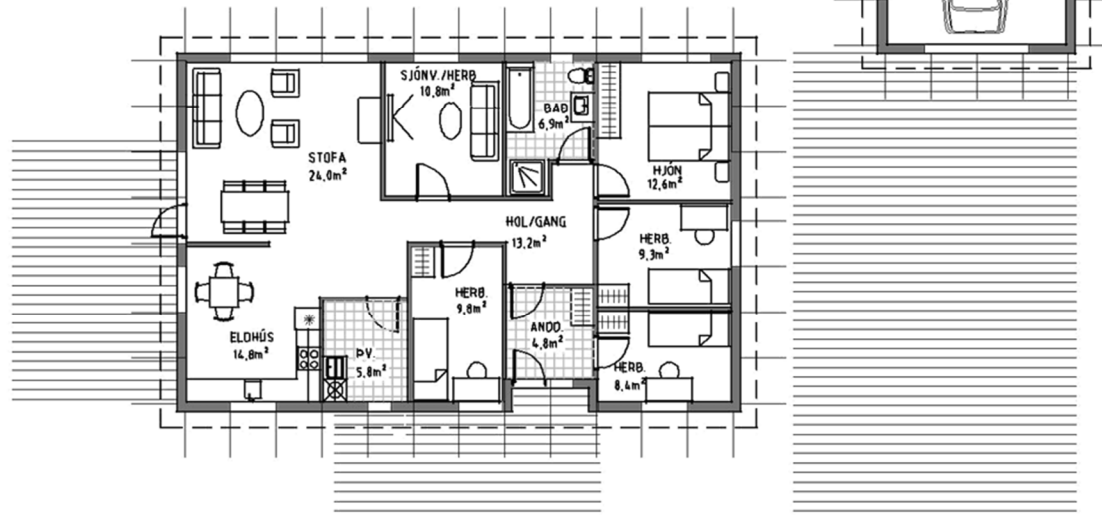 SJÓNV./HERB
10,8m²
BAÐ
6,9m²
STOFA
24,0m²
HJÓN
12,6m²
HOL/GANG
13,2m²
HERB.
9,3m²
HERB.
9,8m²
ELDHÚS
14,8m²
ÞV.
5,8m²
AND.
4,8m²
HERB.
8,4m²